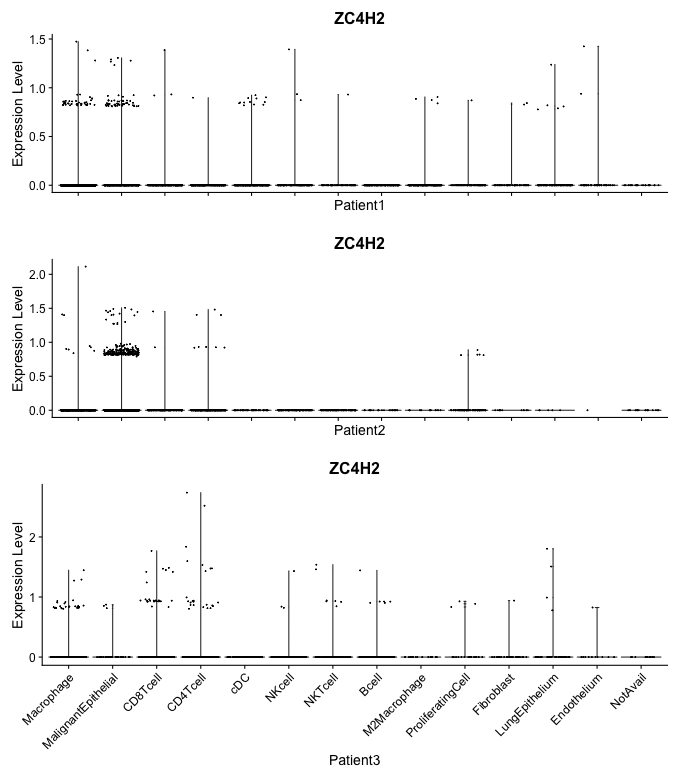 ZC4H2
Expression Level
1.5
1.0
0.5
0.0
Patient1
ZC4H2
Expression Level
2.0
1.5
1.0
0.5
0.0
Patient2
ZC4H2
Expression Level
2
1
0
Macrophage
MalignantEpithelial
CD8Tcell
CD4Tcell
cDC
NKcell
NKTcell
Bcell
M2Macrophage
ProliferatingCell
Fibroblast
LungEpithelium
Endothelium
NotAvail
Patient3